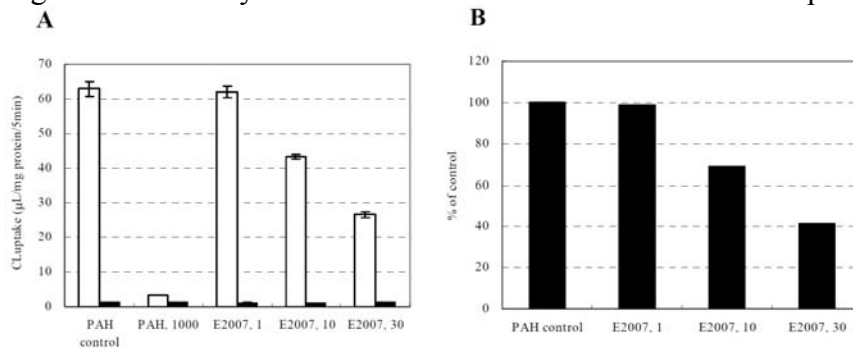 A
CLuptake (µL/mg protein/5min)
70
60
50
40
30
20
10
0
PAH control
PAH, 1000
E2007, 1
E2007, 10
E2007, 30
B
% of control
120
100
80
60
40
20
0
PAH control
E2007, 1
E2007, 10
E2007, 30